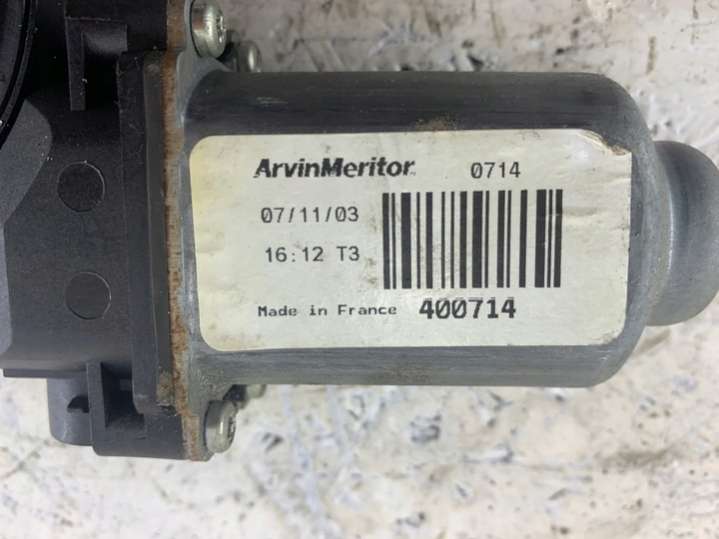 ArvinMeritor 0714
07/11/03
16:12 T3
Made in France 400714